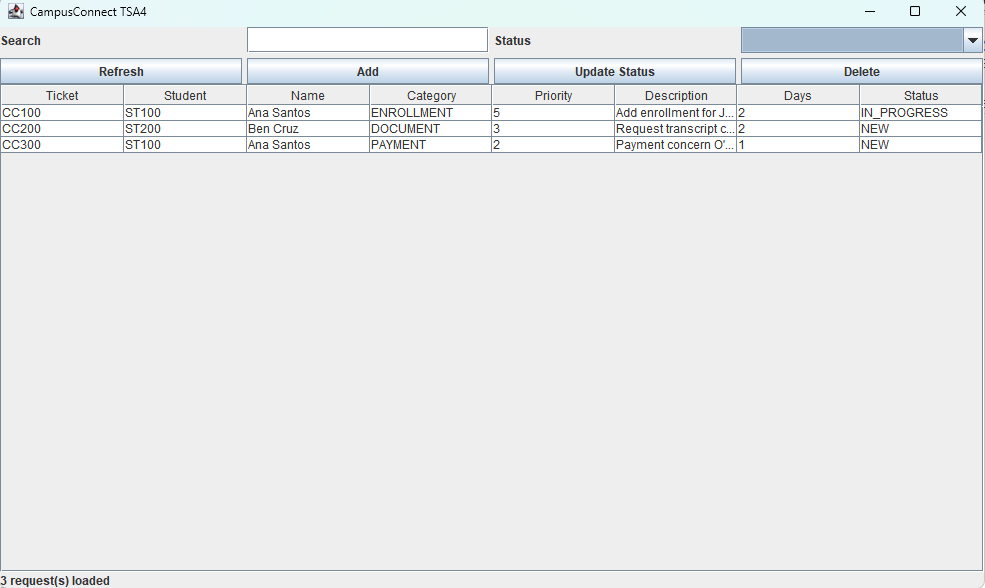 CampusConnect TSA4
Search Status
Refresh Add Update Status Delete
Ticket Student Name Category Priority Description Days Status
CC100 ST100 Ana Santos ENROLLMENT 5 Add enrollment for J... 2 IN_PROGRESS
CC200 ST200 Ben Cruz DOCUMENT 3 Request transcript c... 2 NEW
CC300 ST100 Ana Santos PAYMENT 2 Payment concern O'... 1 NEW
3 request(s) loaded